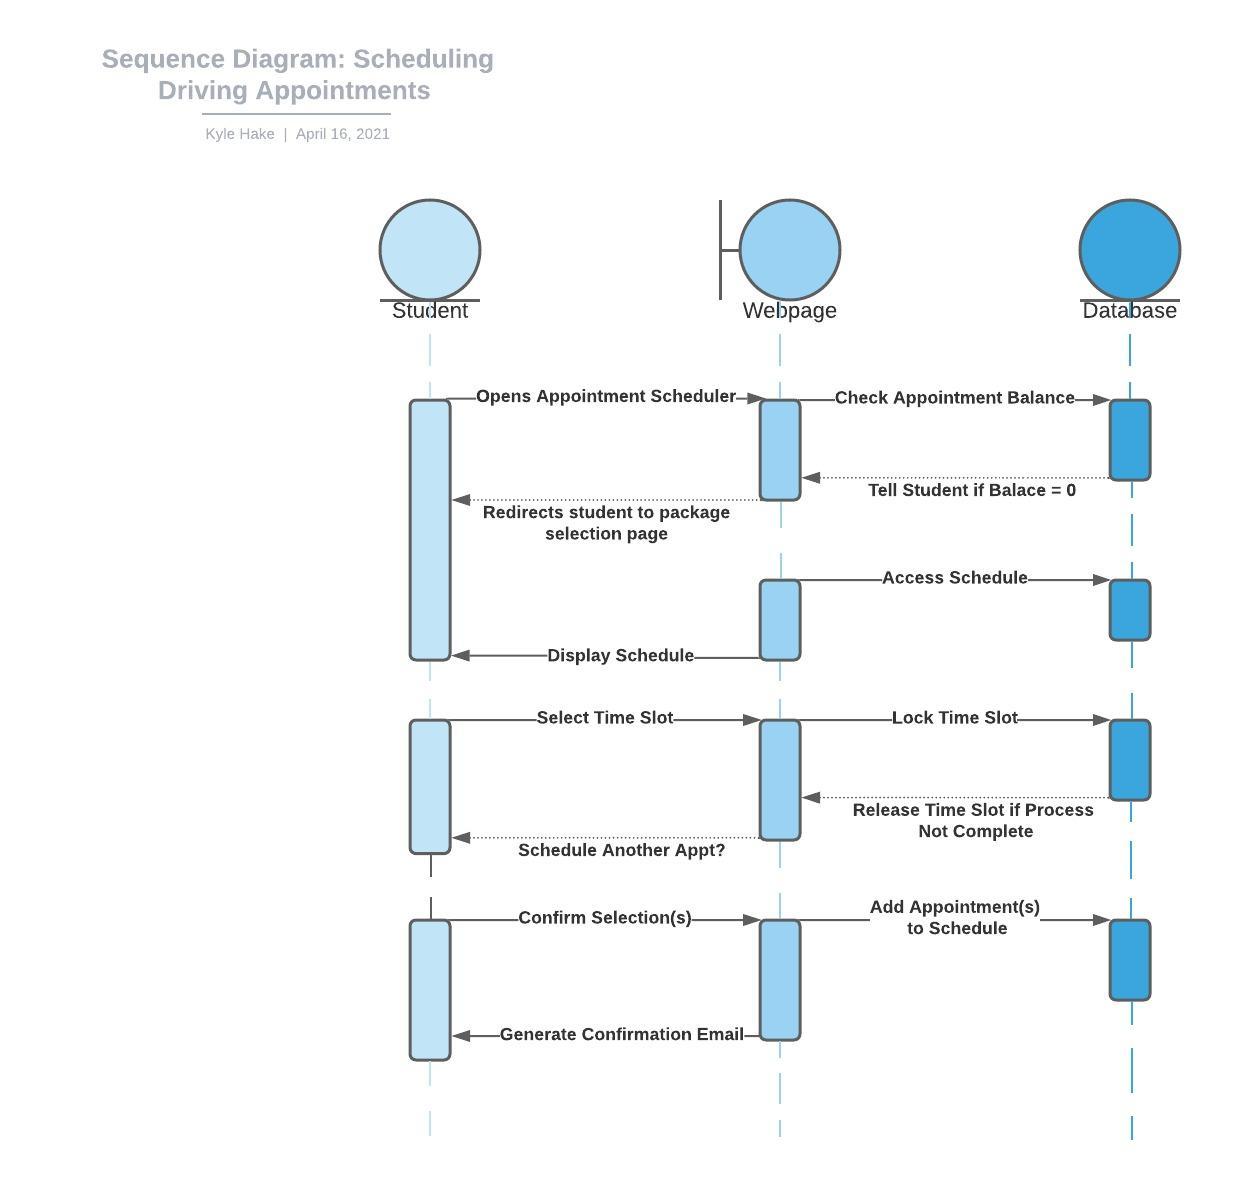 Sequence Diagram: Scheduling
Driving Appointments
Kyle Hake | April 16, 2021
Student
Webpage
Database
Opens Appointment Scheduler
Check Appointment Balance
Tell Student if Balace = 0
Redirects student to package
selection page
Access Schedule
Display Schedule
Select Time Slot
Lock Time Slot
Release Time Slot if Process
Not Complete
Schedule Another Appt?
Confirm Selection(s)
Add Appointment(s)
to Schedule
Generate Confirmation Email